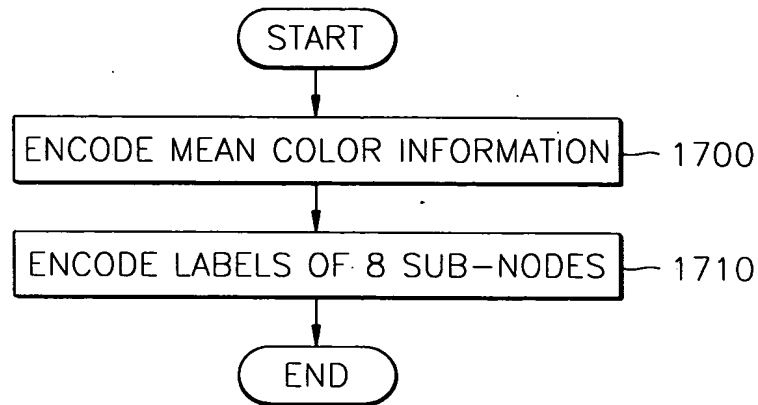 START
ENCODE MEAN COLOR INFORMATION 1700
ENCODE LABELS OF 8 SUB-NODES 1710
END